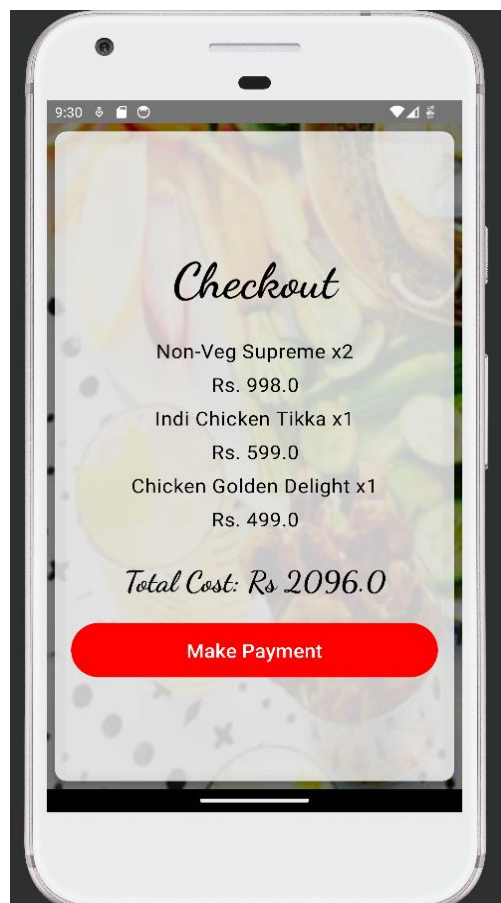 9:30
Checkout
Non-Veg Supreme x2
Rs. 998.0
Indi Chicken Tikka x1
Rs. 599.0
Chicken Golden Delight x1
Rs. 499.0
Total Cost: Rs 2096.0
Make Payment